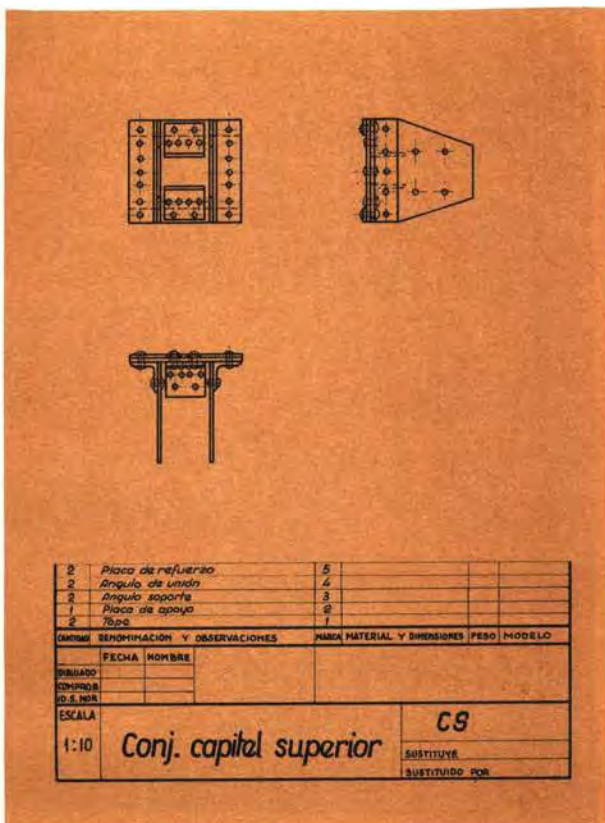 2 Placa de refuerzo 5
2 Angulo de unión 4
2 Angulo soporte 3
1 Placa de apoyo 2
2 Tope 1
CANTIDAD DENOMINACIÓN Y OBSERVACIONES MARCA MATERIAL Y DIMENSIONES PESO MODELO
FECHA NOMBRE
DIBUJADO
COMPROB
ID. S. NOR
ESCALA
1:10
Conj. capitel superior
CS
SUSTITUYE
SUSTITUIDO POR